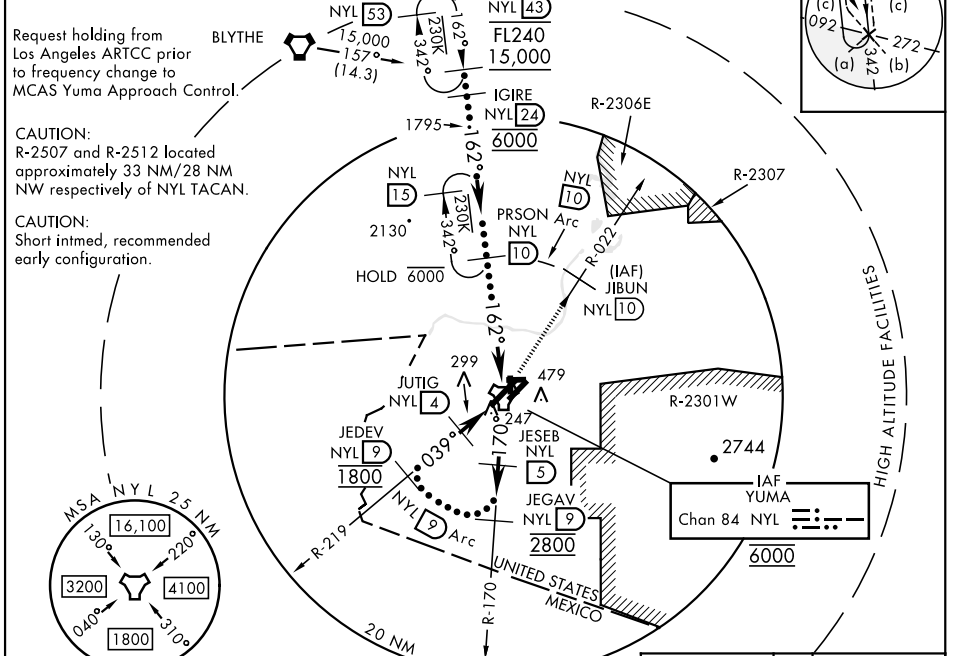 Request holding from
Los Angeles ARTCC prior
to frequency change to
MCAS Yuma Approach Control.
CAUTION:
R-2507 and R-2512 located
approximately 33 NM/28 NM
NW respectively of NYL TACAN.
CAUTION:
Short intmed, recommended
early configuration.
BLYTHE
15,000
157°
(14.3)
NYL 53
230K
342°
162°
NYL 43
FL240
15,000
IGIRE
NYL 24
6000
1795
162°
NYL
15
2130
230K
342°
HOLD 6000
PRSON
NYL
10
NYL
10
Arc
R-022
(IAF)
JIBUN
NYL 10
R-2306E
R-2307
162°
(c)
(c)
092
272
(a)
342
(b)
HIGH ALTITUDE FACILITIES
299
479
247
JUTIG
NYL 4
JEDEV
NYL 9
1800
039°
170°
JESEB
NYL
5
JEGAV
NYL 9
2800
NYL 9 Arc
R-219
R-170
R-2301W
2744
IAF
YUMA
Chan 84 NYL
6000
UNITED STATES
MEXICO
20 NM
MSA NYL 25 NM
16,100
130°
220°
3200
4100
040°
310°
1800